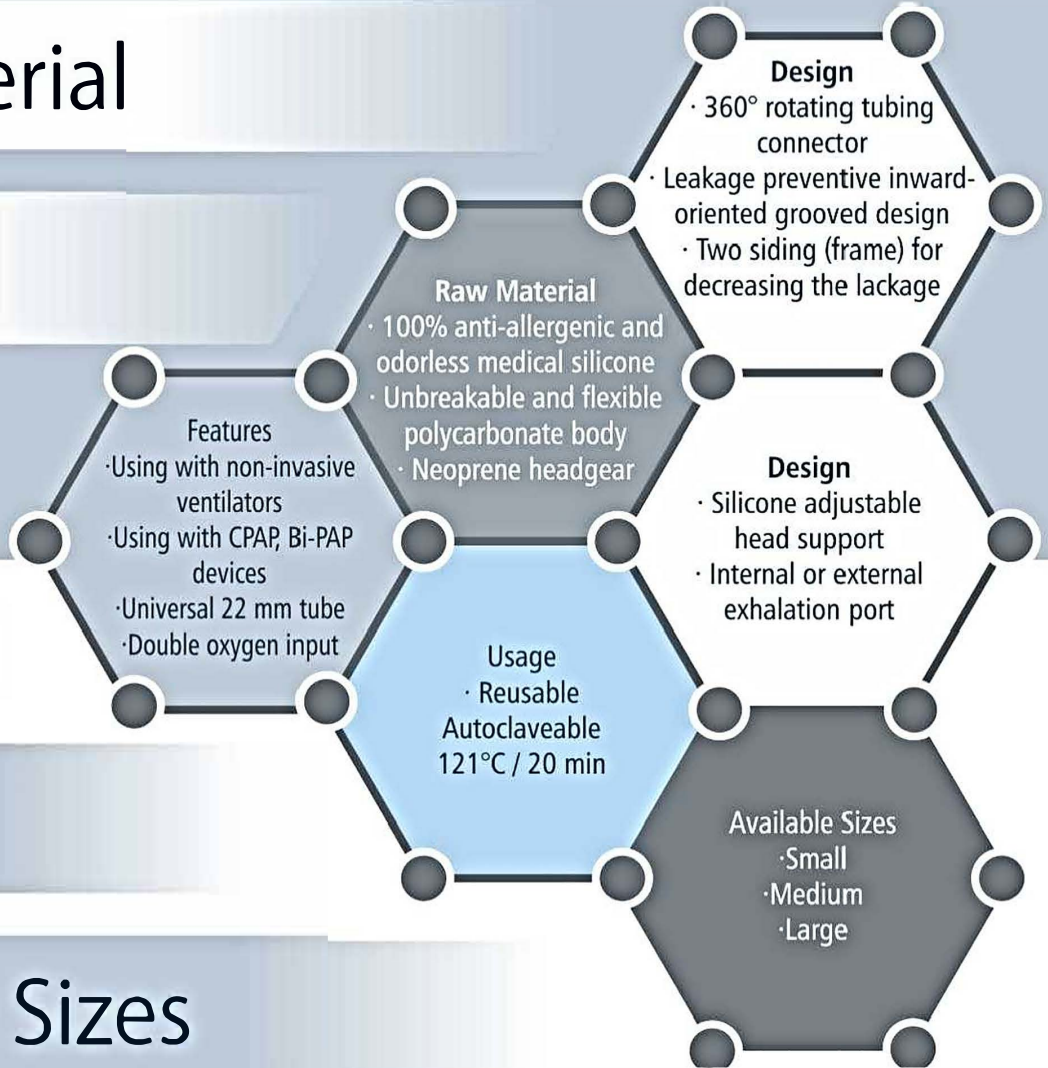 erial
Design
· 360° rotating tubing
connector
· Leakage preventive inward-
oriented grooved design
· Two siding (frame) for
decreasing the lackage
Raw Material
· 100% anti-allergenic and
odorless medical silicone
· Unbreakable and flexible
polycarbonate body
· Neoprene headgear
Features
·Using with non-invasive
ventilators
·Using with CPAP, Bi-PAP
devices
·Universal 22 mm tube
·Double oxygen input
Design
· Silicone adjustable
head support
· Internal or external
exhalation port
Usage
· Reusable
Autoclaveable
121°C / 20 min
Available Sizes
·Small
·Medium
·Large
Sizes